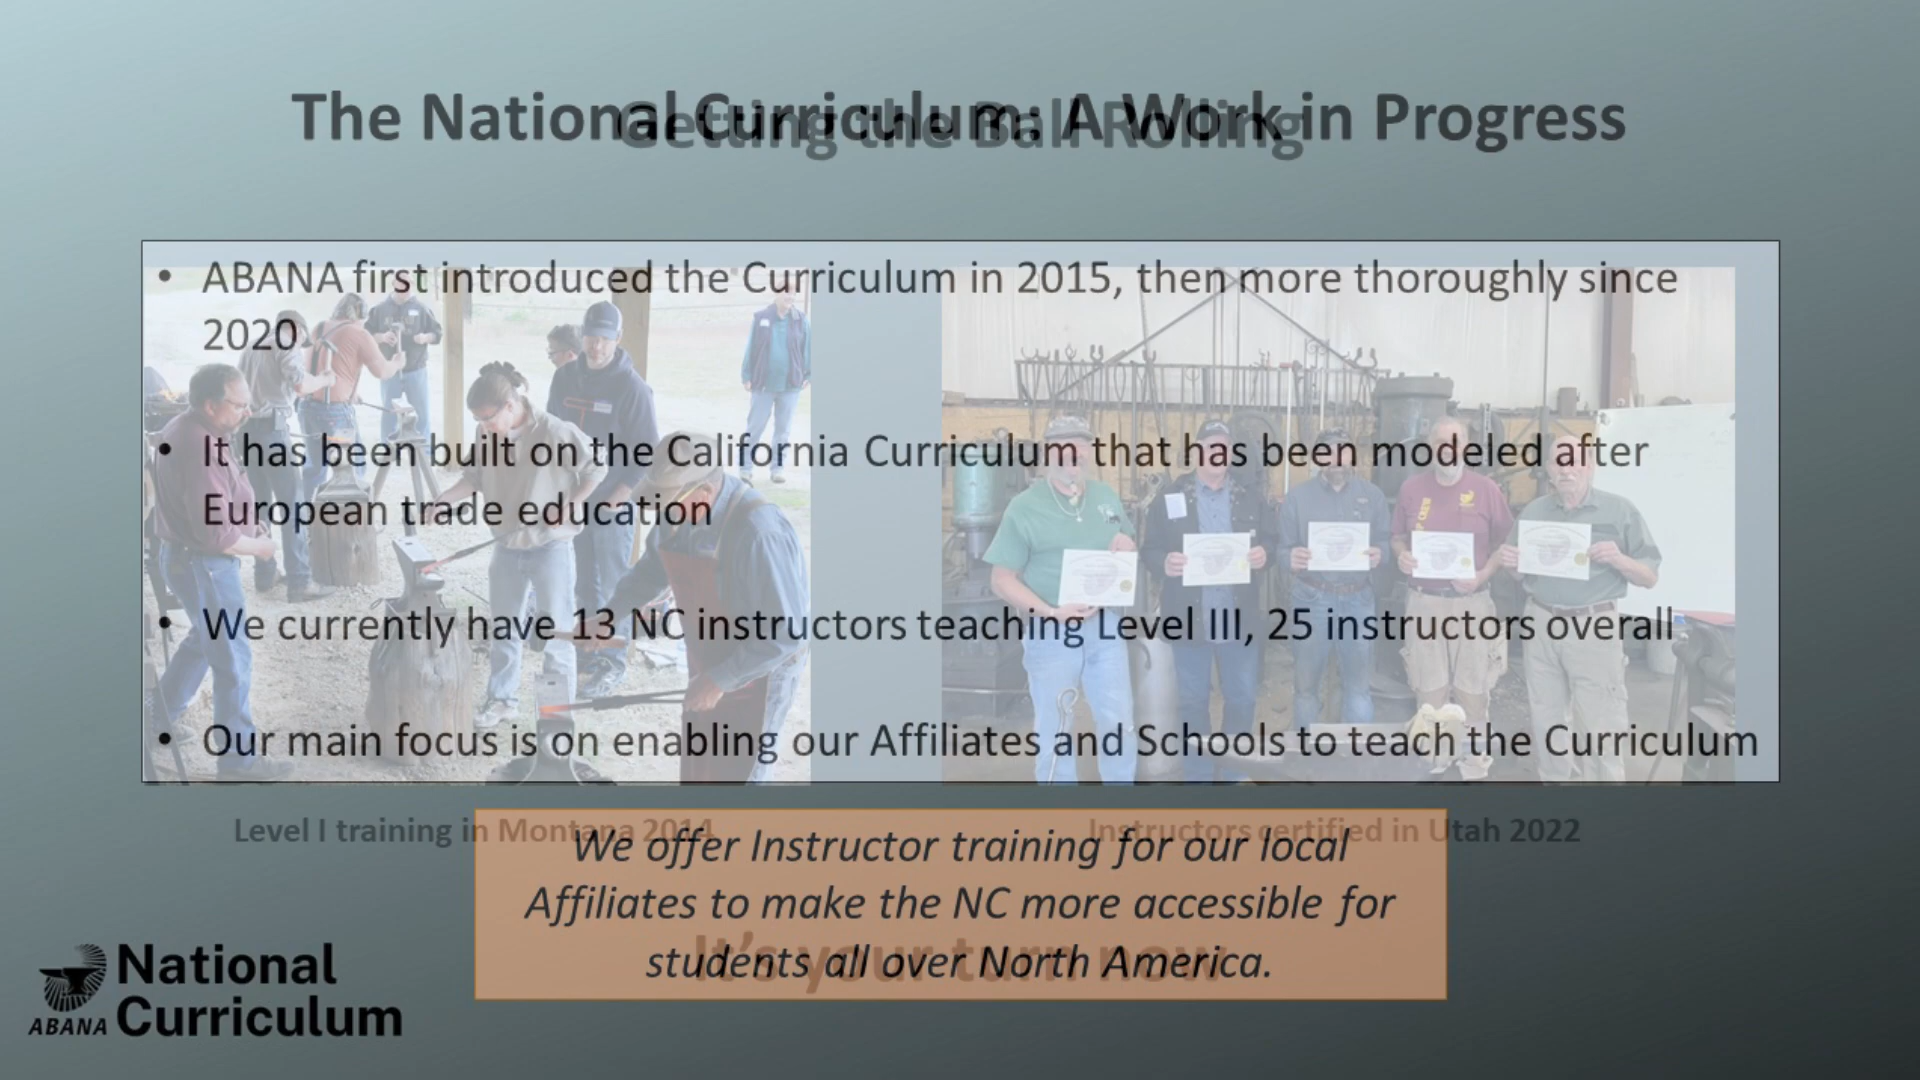 The National Curriculum: A Work in Progress
Getting the Ball Rolling
• ABANA first introduced the Curriculum in 2015, then more thoroughly since
2020
• It has been built on the California Curriculum that has been modeled after
European trade education
• We currently have 13 NC instructors teaching Level III, 25 instructors overall
• Our main focus is on enabling our Affiliates and Schools to teach the Curriculum
Level I training in Montana 2014
Instructors certified in Utah 2022
We offer Instructor training for our local
Affiliates to make the NC more accessible for
students all over North America.
It's your turn now
National
ABANA Curriculum